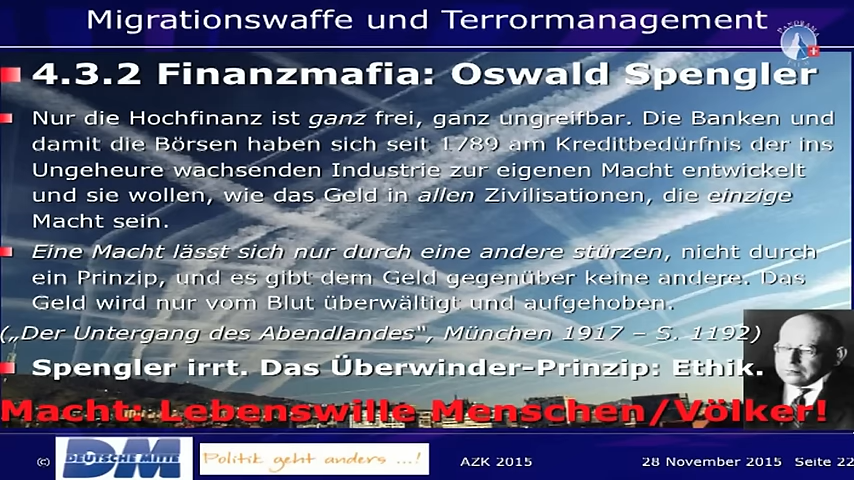 Migrationswaffe und Terrormanagement
PANORAMA
FILM
4.3.2 Finanzmafia: Oswald Spengler
Nur die Hochfinanz ist ganz frei, ganz ungreifbar. Die Banken und
damit die Börsen haben sich seit 1789 am Kreditbedürfnis der ins
Ungeheure wachsenden Industrie zur eigenen Macht entwickelt
und sie wollen, wie das Geld in allen Zivilisationen, die einzige
Macht sein.
Eine Macht lässt sich nur durch eine andere stürzen, nicht durch
ein Prinzip, und es gibt dem Geld gegenüber keine andere. Das
Geld wird nur vom Blut überwältigt und aufgehoben.
(„Der Untergang des Abendlandes“, München 1917 – S. 1192)
Spengler irrt. Das Überwinder-Prinzip: Ethik.
Macht: Lebenswille Menschen/Völker!
(c) DM DEUTSCHE MITTE Politik geht anders ...! AZK 2015 28 November 2015 Seite 22